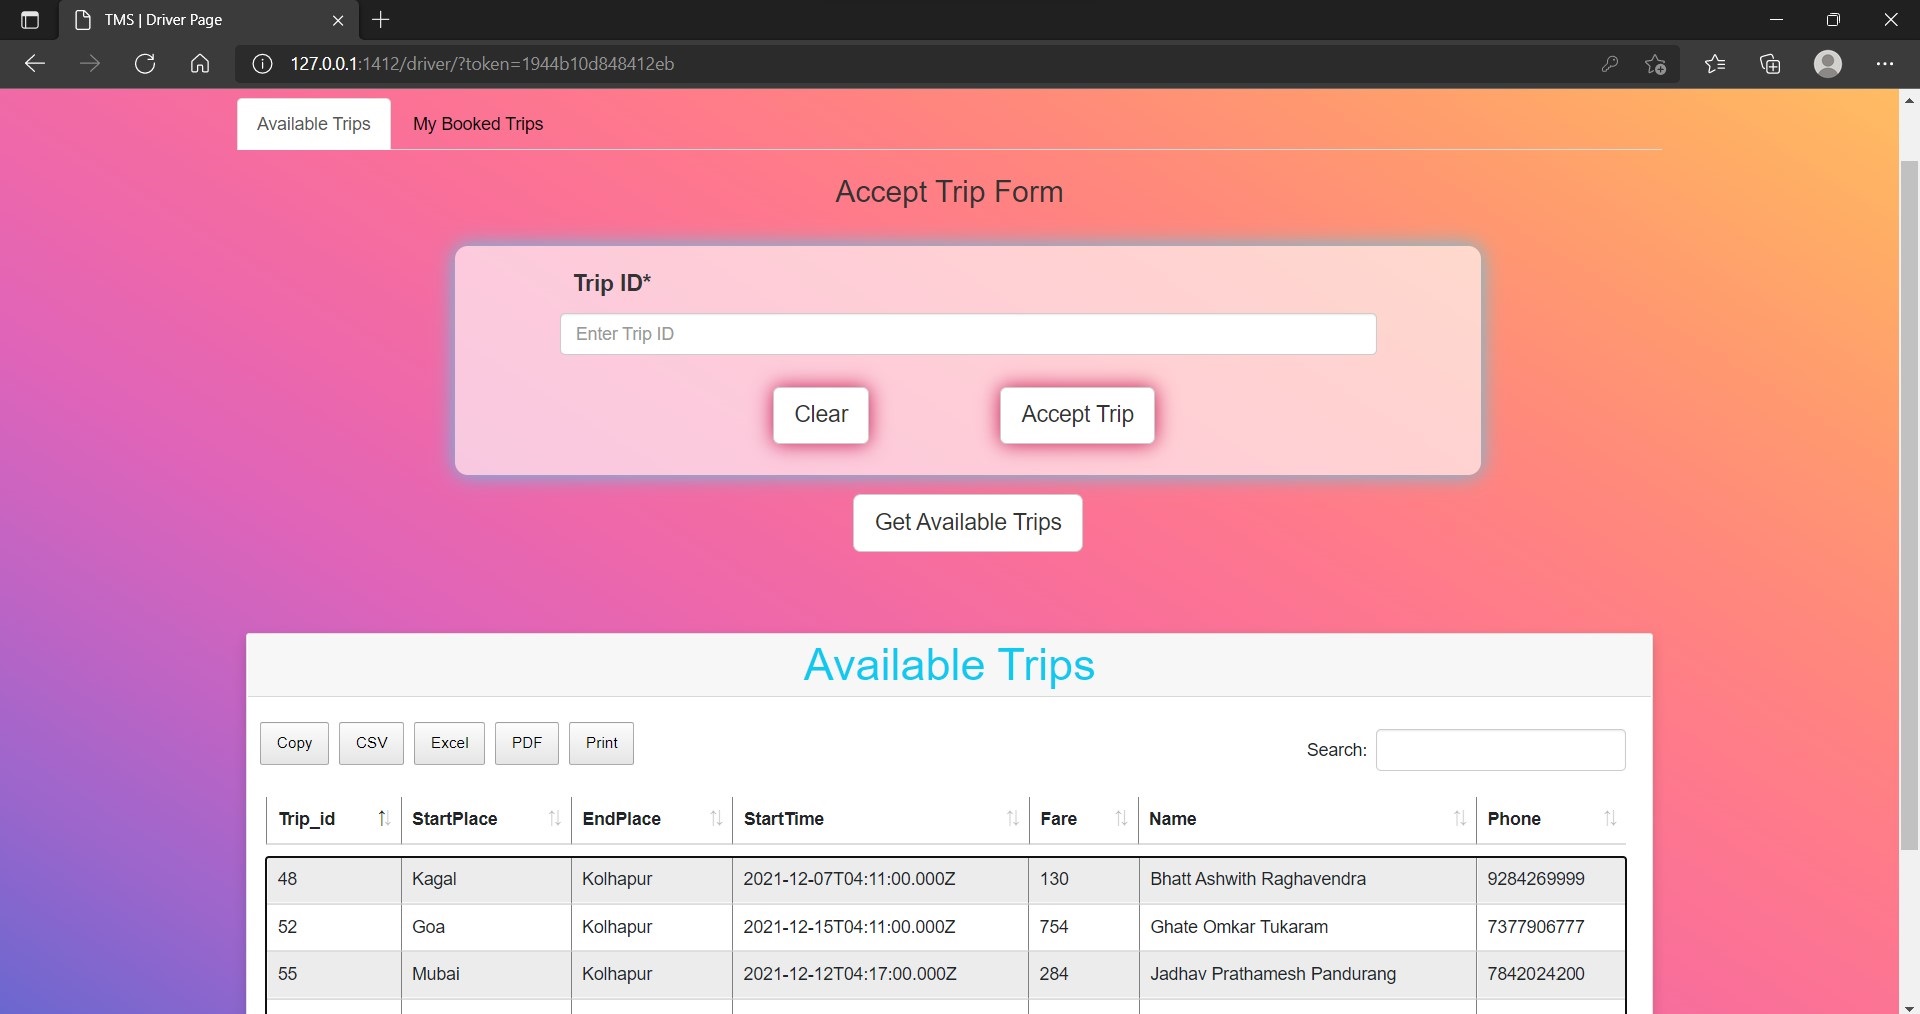 TMS | Driver Page
127.0.0.1:1412/driver/?token=1944b10d848412eb
Available Trips My Booked Trips
Accept Trip Form
Trip ID*
Enter Trip ID
Clear Accept Trip
Get Available Trips
Available Trips
Copy CSV Excel PDF Print Search:
Trip_id StartPlace EndPlace StartTime Fare Name Phone
48 Kagal Kolhapur 2021-12-07T04:11:00.000Z 130 Bhatt Ashwith Raghavendra 9284269999
52 Goa Kolhapur 2021-12-15T04:11:00.000Z 754 Ghate Omkar Tukaram 7377906777
55 Mubai Kolhapur 2021-12-12T04:17:00.000Z 284 Jadhav Prathamesh Pandurang 7842024200